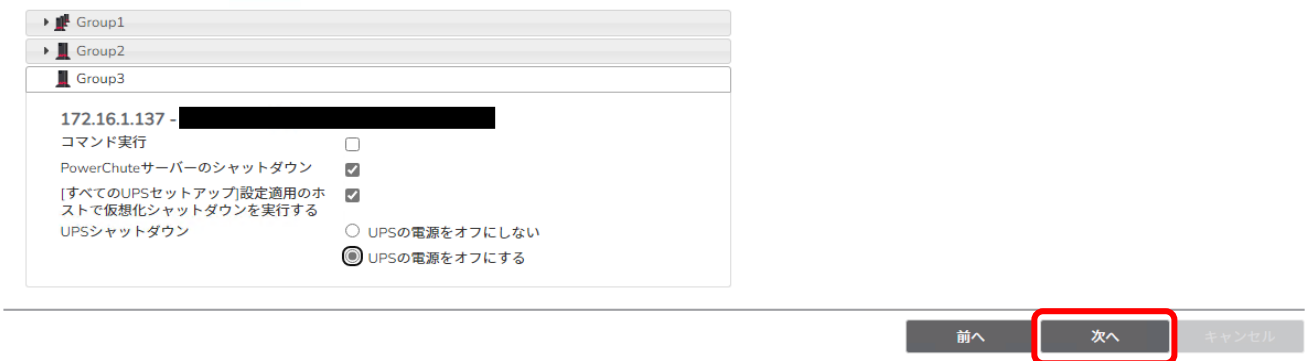 Group1
Group2
Group3
172.16.1.137 -
コマンド実行
PowerChuteサーバーのシャットダウン
[すべてのUPSセットアップ]設定適用のホ
ストで仮想化シャットダウンを実行する
UPSシャットダウン
UPSの電源をオフにしない
UPSの電源をオフにする
前へ 次へ キャンセル